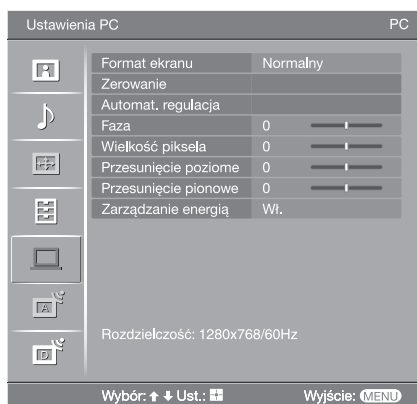 Ustawienia PC PC
Format ekranu Normalny
Zerowanie
Automat. regulacja
Faza 0
Wielkość piksela 0
Przesunięcie poziome 0
Przesunięcie pionowe 0
Zarządzanie energią Wł.
A
D
Rozdzielczość: 1280x768/60Hz
Wybór: Ust.: Wyjście: MENU